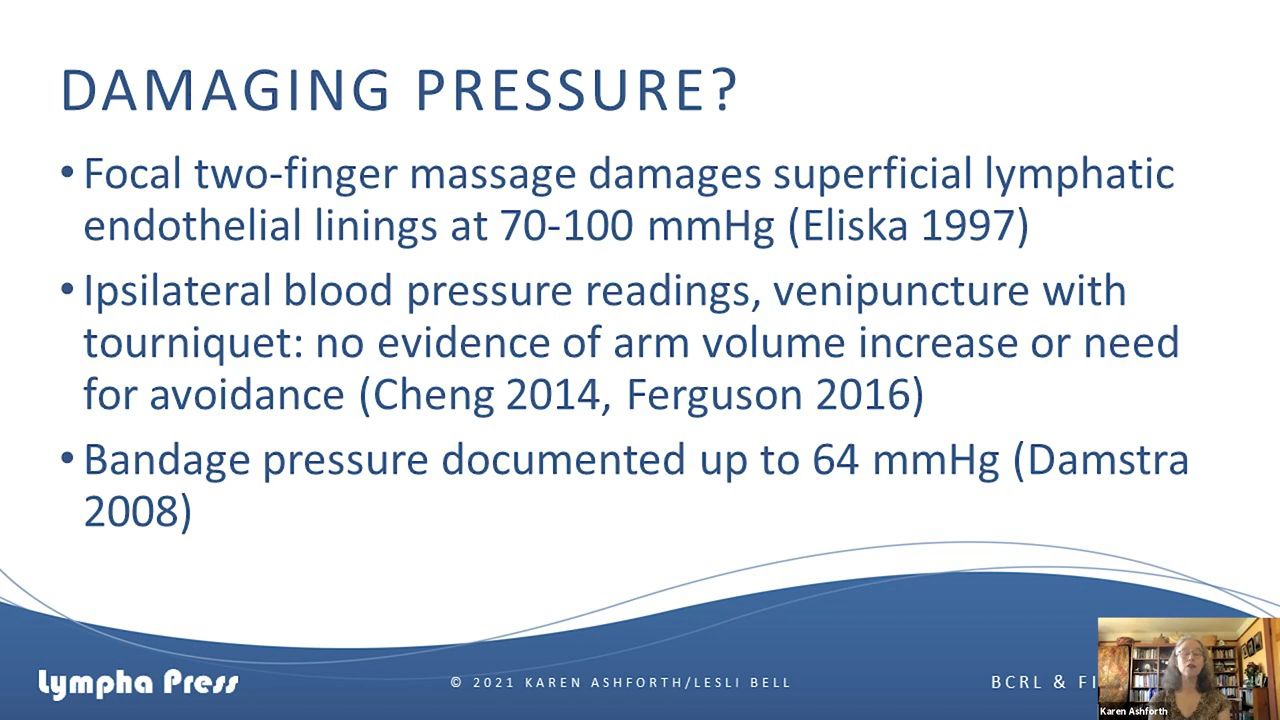 DAMAGING PRESSURE?
• Focal two-finger massage damages superficial lymphatic
endothelial linings at 70-100 mmHg (Eliska 1997)
• Ipsilateral blood pressure readings, venipuncture with
tourniquet: no evidence of arm volume increase or need
for avoidance (Cheng 2014, Ferguson 2016)
• Bandage pressure documented up to 64 mmHg (Damstra
2008)
Lympha Press
© 2021 KAREN ASHFORTH/LESLI BELL
BCRL & FI
Karen Ashforth